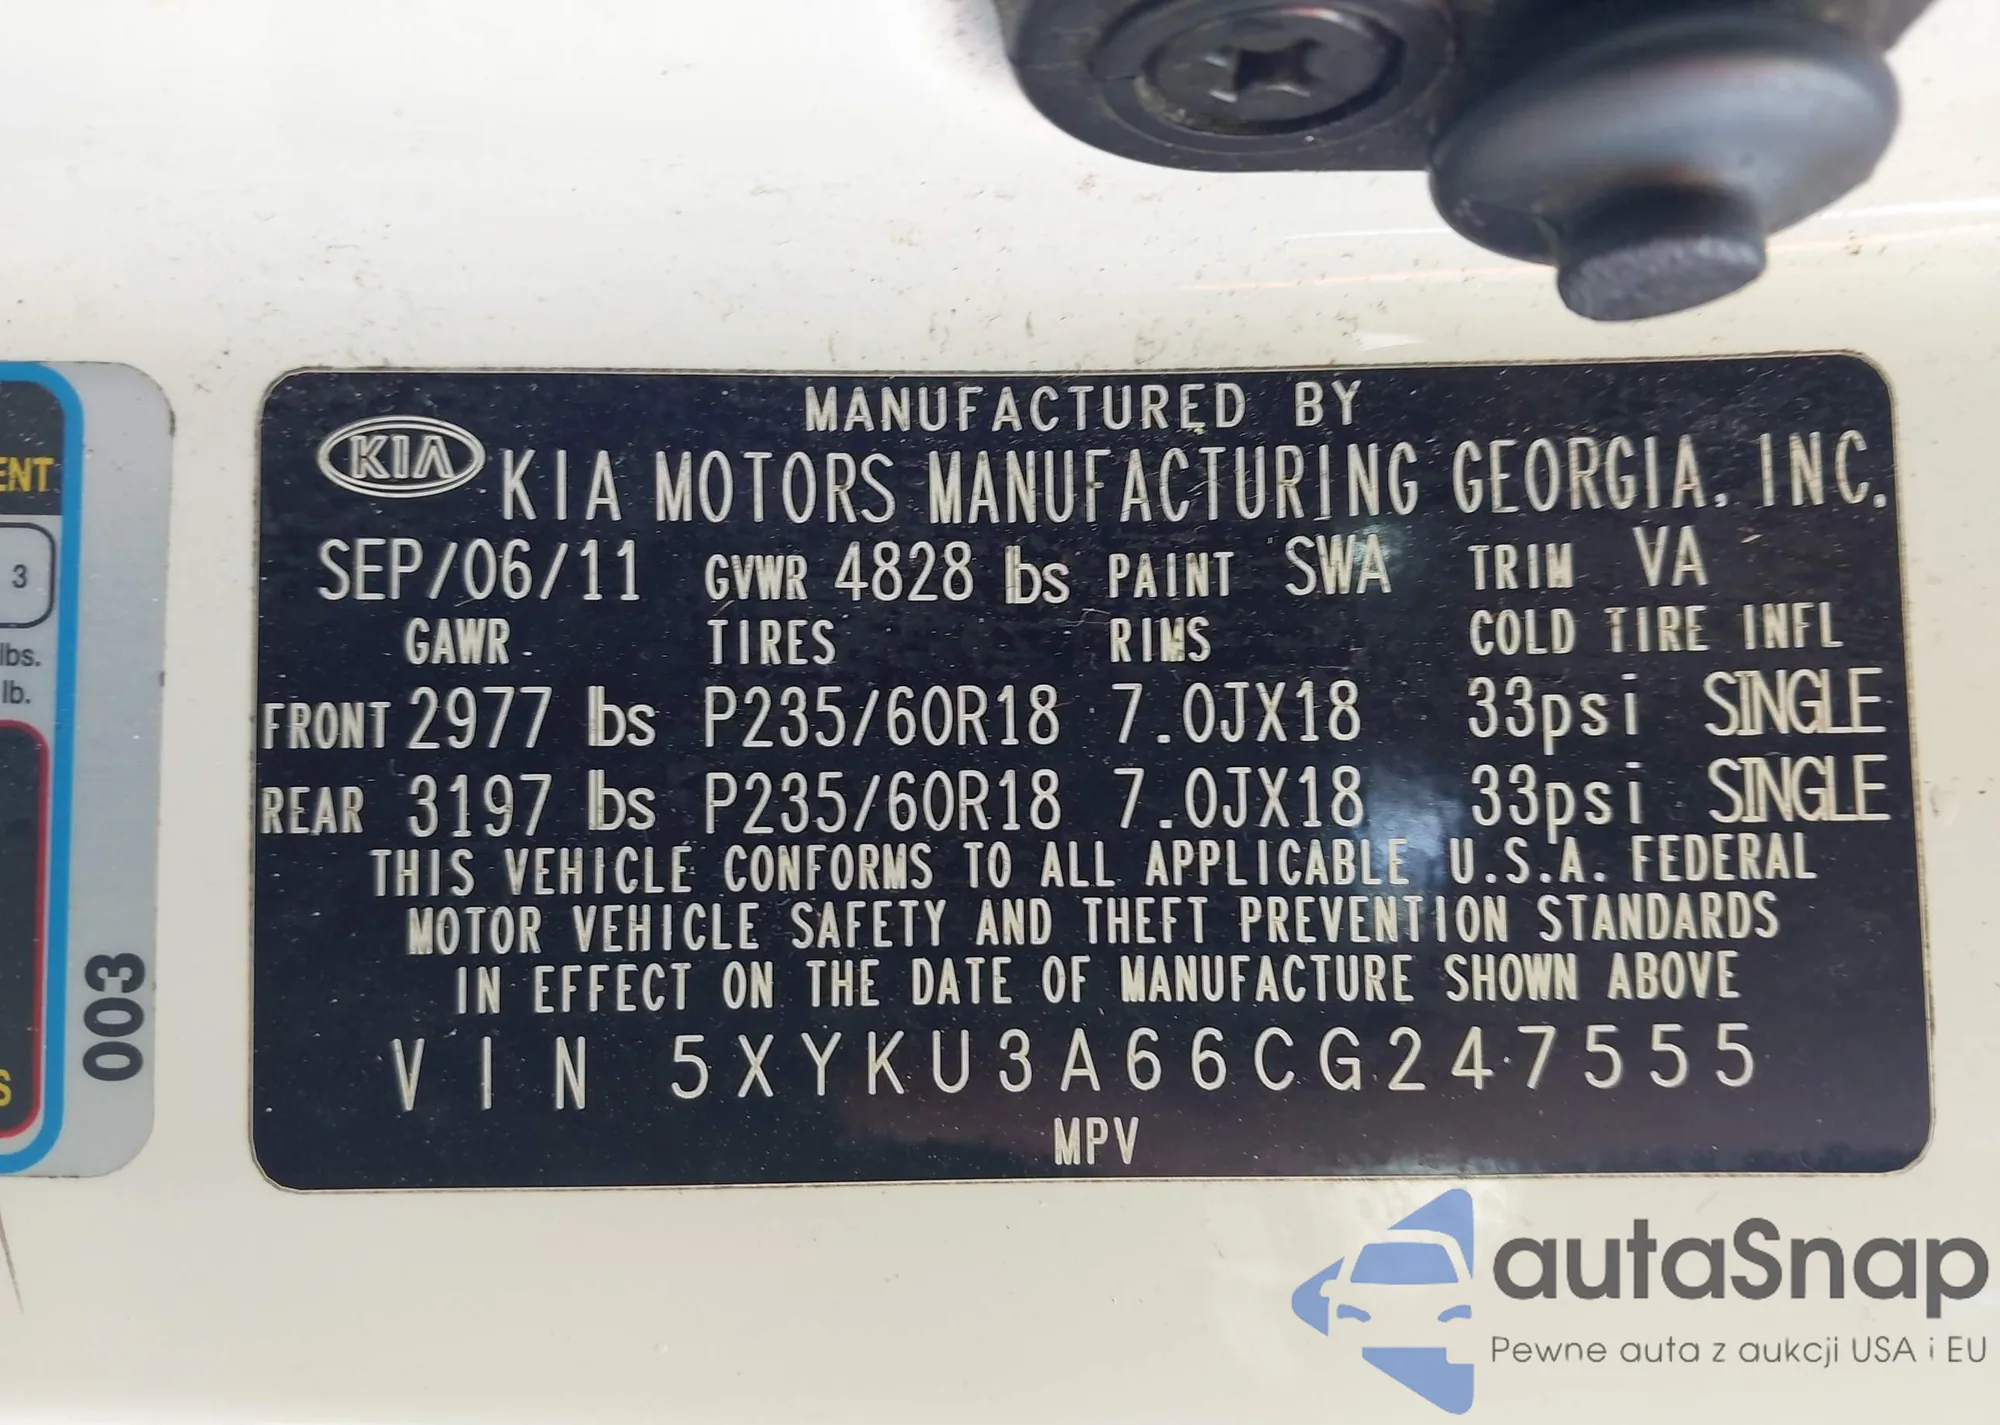 ENT
3
lbs.
lb.
S
003
MANUFACTURED BY
KIA KIA MOTORS MANUFACTURING GEORGIA. INC.
SEP/06/11 GVWR 4828 lbs PAINT SWA TRIM VA
GAWR TIRES RIMS COLD TIRE INFL
FRONT 2977 lbs P235/60R18 7.0JX18 33psi SINGLE
REAR 3197 lbs P235/60R18 7.0JX18 33psi SINGLE
THIS VEHICLE CONFORMS TO ALL APPLICABLE U.S.A. FEDERAL
MOTOR VEHICLE SAFETY AND THEFT PREVENTION STANDARDS
IN EFFECT ON THE DATE OF MANUFACTURE SHOWN ABOVE
VIN 5XYKU3A66CG247555
MPV
autaSnap
Pewne auta z aukcji USA i EU